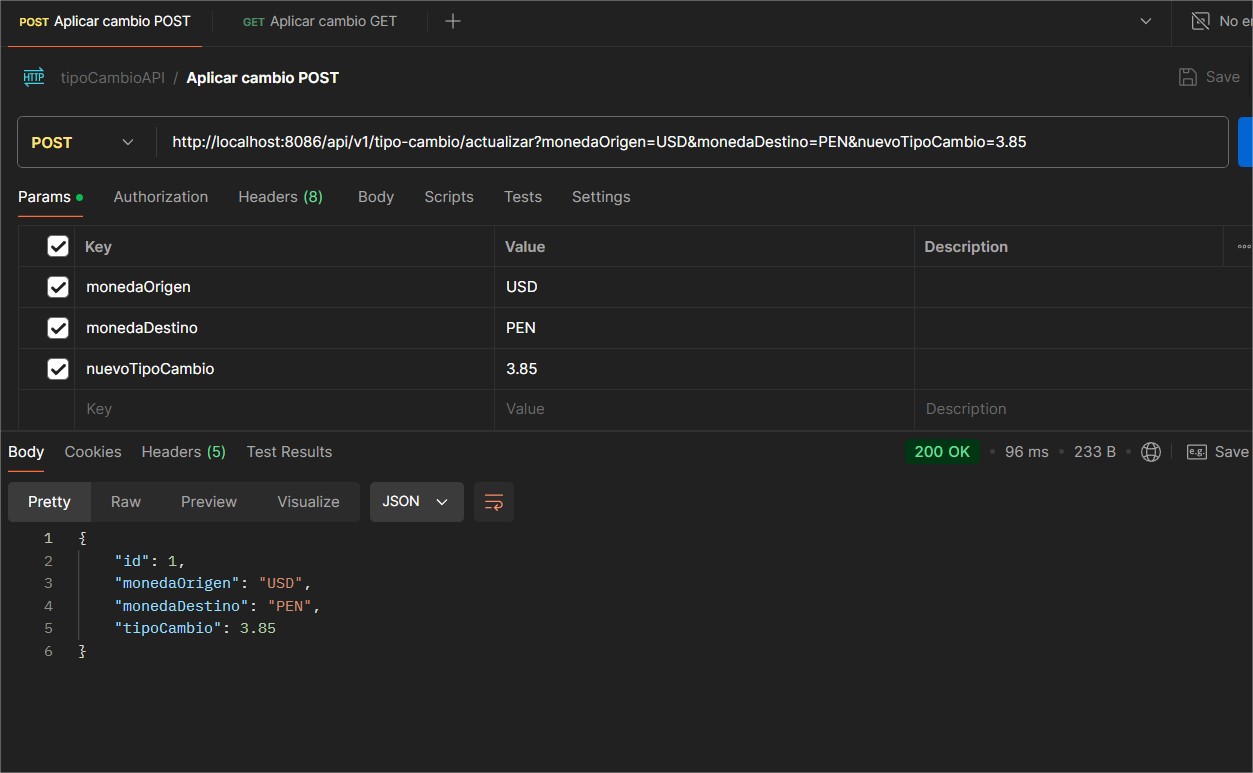 POST Aplicar cambio POST GET Aplicar cambio GET No e
HTTP tipoCambioAPI / Aplicar cambio POST Save
POST http://localhost:8086/api/v1/tipo-cambio/actualizar?monedaOrigen=USD&monedaDestino=PEN&nuevoTipoCambio=3.85
Params Authorization Headers (8) Body Scripts Tests Settings
Key Value Description
monedaOrigen USD
monedaDestino PEN
nuevoTipoCambio 3.85
Key Value Description
Body Cookies Headers (5) Test Results 200 OK 96 ms 233 B e.g. Save
Pretty Raw Preview Visualize JSON
1 {
2 "id": 1,
3 "monedaOrigen": "USD",
4 "monedaDestino": "PEN",
5 "tipoCambio": 3.85
6 }